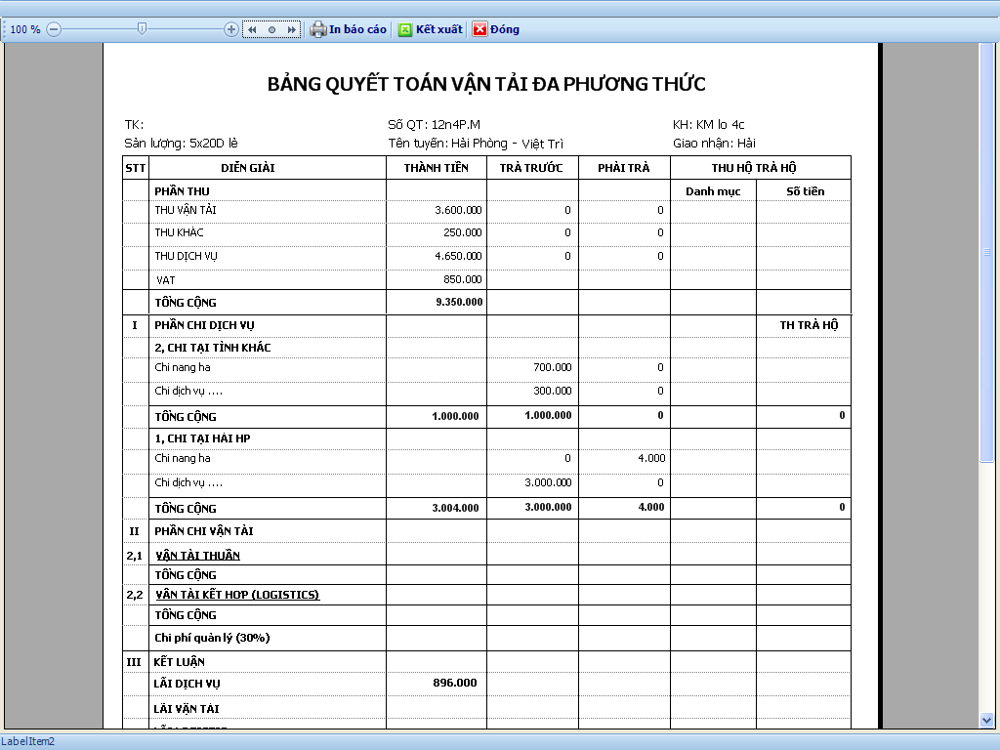 100 % In báo cáo Kết xuất Đóng
BẢNG QUYẾT TOÁN VẬN TẢI ĐA PHƯƠNG THỨC
TK: Số QT: 12n4P.M KH: KM lo 4c
Sản lượng: 5x20D lẻ Tên tuyến: Hải Phòng - Việt Trì Giao nhận: Hải
STT DIỄN GIẢI THÀNH TIỀN TRẢ TRƯỚC PHẢI TRẢ THU HỘ TRẢ HỘ
PHẦN THU Danh mục Số tiền
THU VẬN TẢI 3.600.000 0 0
THU KHÁC 250.000 0 0
THU DỊCH VỤ 4.650.000 0 0
VAT 850.000
TỔNG CỘNG 9.350.000
I PHẦN CHI DỊCH VỤ TH TRẢ HỘ
2, CHI TẠI TỈNH KHÁC
Chi nang ha 700.000 0
Chi dịch vụ .... 300.000 0
TỔNG CỘNG 1.000.000 1.000.000 0 0
1, CHI TẠI HẢI HP
Chi nang ha 0 4.000
Chi dịch vụ .... 3.000.000 0
TỔNG CỘNG 3.004.000 3.000.000 4.000 0
II PHẦN CHI VẬN TẢI
2,1 VẬN TẢI THUẦN
TỔNG CỘNG
2,2 VẬN TẢI KẾT HỢP (LOGISTICS)
TỔNG CỘNG
Chi phí quản lý (30%)
III KẾT LUẬN
LÃI DỊCH VỤ 896.000
LÃI VẬN TẢI
LabelItem2